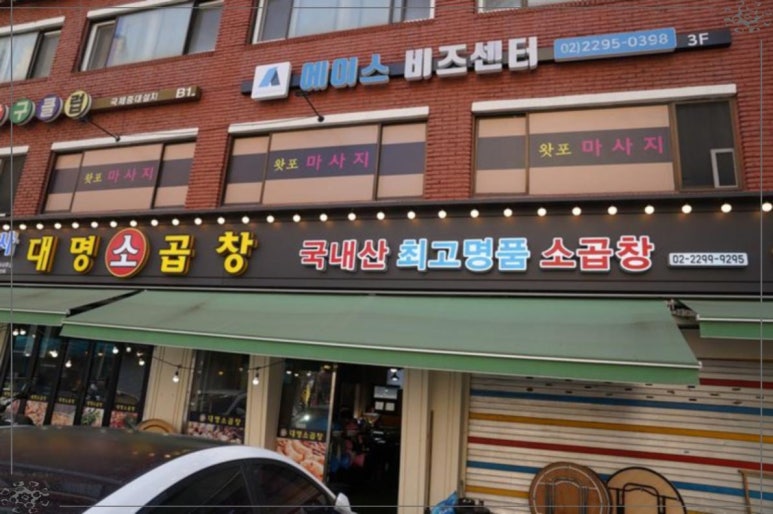 에이스 비즈센터 02)2295-0398 3F
구클럽 국제중대설치 B1
왓포 마사지
왓포 마사지
왓포 마사지
대명소곱창 국내산 최고명품 소곱창 02-2299-9295
대명소곱창
대명소곱창